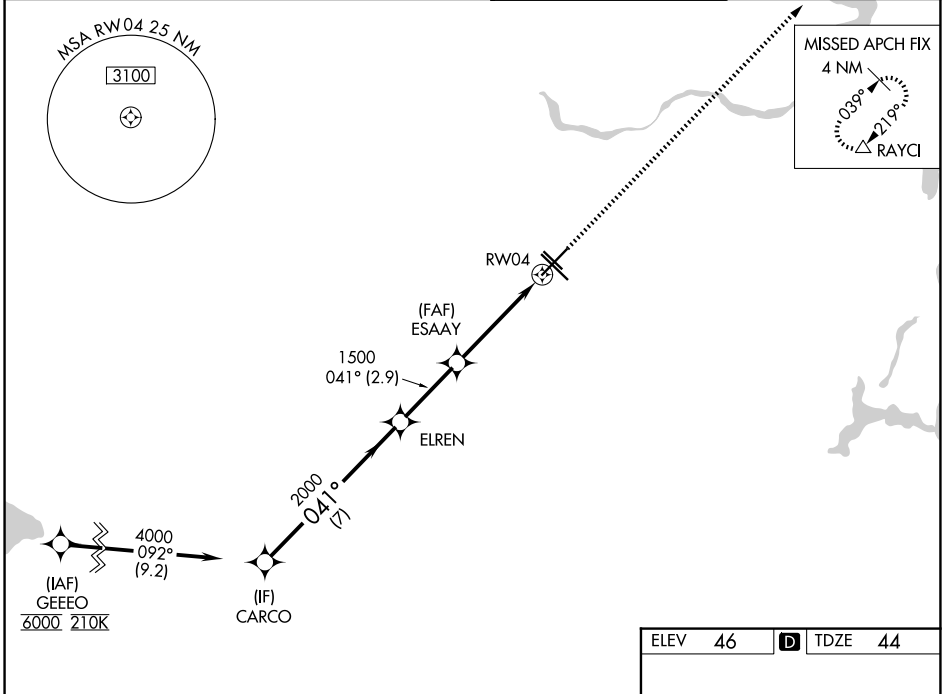 MSA RW04 25 NM
3100
MISSED APCH FIX
4 NM
039°
219°
RAYCI
RW04
(FAF)
ESAAY
1500
041° (2.9)
ELREN
2000
041°
(7)
4000
092°
(9.2)
(IAF)
GEEEO
6000 210K
(IF)
CARCO
ELEV 46 D TDZE 44